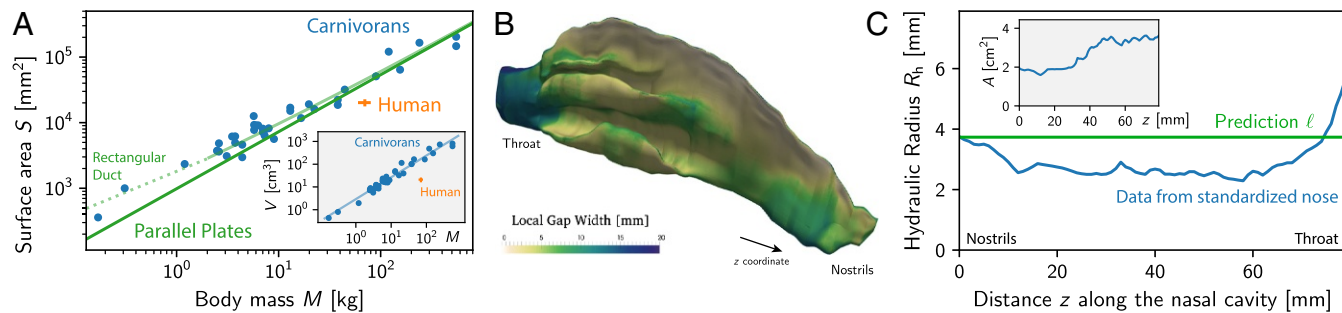 A
Surface area S [mm²]
10⁵
10⁴
10³
Carnivorans
Human
Rectangular
Duct
Parallel Plates
V [cm³]
10³
10²
10¹
10⁰
Carnivorans
Human
10⁰ 10¹ 10² M
10⁰ 10¹ 10²
Body mass M [kg]
B
Throat
Local Gap Width [mm]
0 5 10 15 20
z coordinate
Nostrils
C
Hydraulic Radius Rₕ [mm]
6
4
2
0
A [cm²]
4
2
0
0 20 40 z [mm]
Prediction ℓ
Data from standardized nose
Nostrils
Throat
0 20 40 60
Distance z along the nasal cavity [mm]